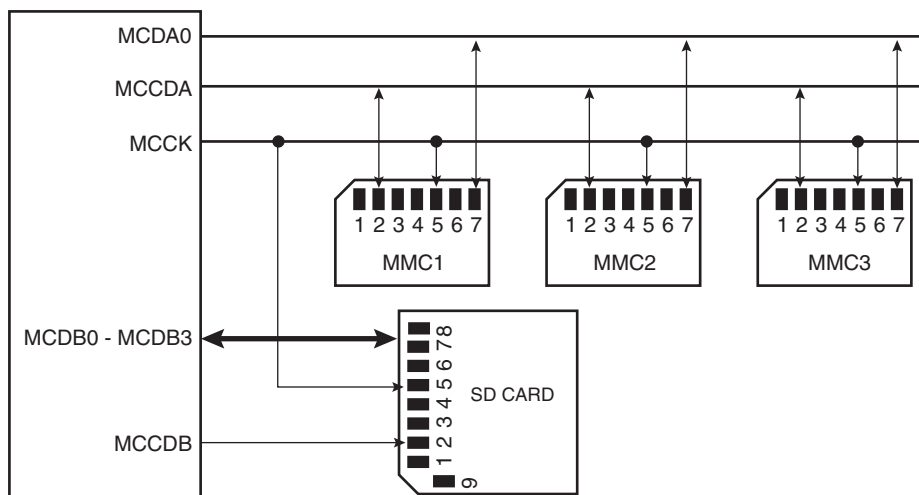 MCDA0
MCCDA
MCCK
1 2 3 4 5 6 7
MMC1
1 2 3 4 5 6 7
MMC2
1 2 3 4 5 6 7
MMC3
MCDB0 - MCDB3
1 2 3 4 5 6 7 8
9
SD CARD
MCCDB